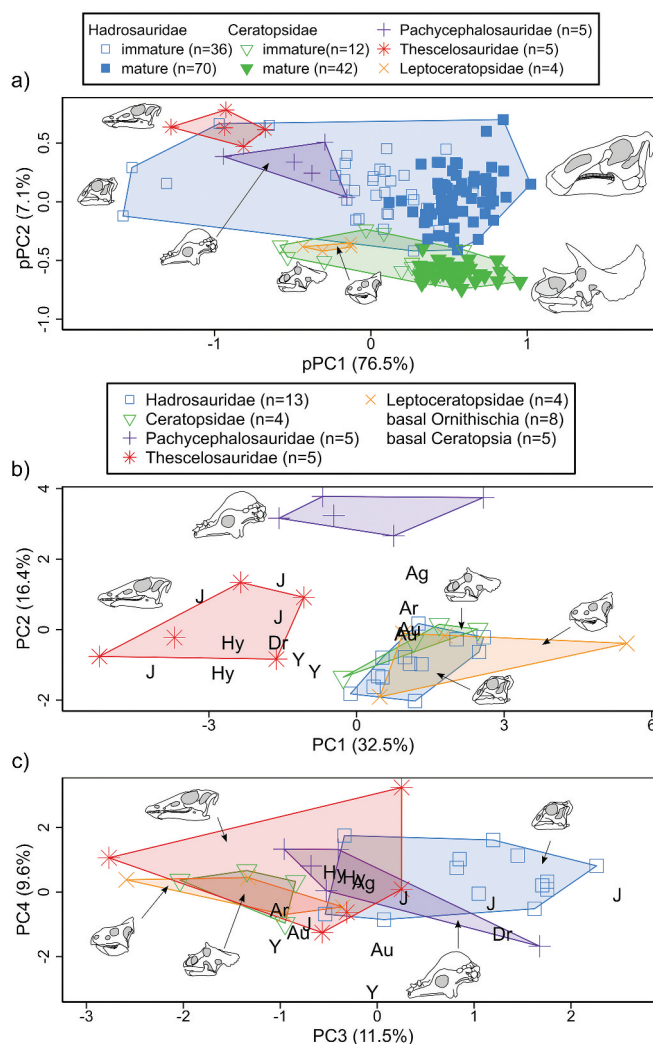 Hadrosauridae Ceratopsidae Pachycephalosauridae (n=5)
immature (n=36) immature(n=12) Thescelosauridae (n=5)
mature (n=70) mature (n=42) Leptoceratopsidae (n=4)
a)
0.5
0.0
-0.5
-1.0
pPC2 (7.1%)
-1 0 1
pPC1 (76.5%)
Hadrosauridae (n=13) Leptoceratopsidae (n=4)
Ceratopsidae (n=4) basal Ornithischia (n=8)
Pachycephalosauridae (n=5) basal Ceratopsia (n=5)
Thescelosauridae (n=5)
b)
4
2
0
-2
PC2 (16.4%)
Ag
J J Ar
J Au
Hy Dr Y
J Hy Y
-3 0 3 6
PC1 (32.5%)
c)
2
0
-2
PC4 (9.6%)
Hy Hy Ag
J J J
Ar J
Au Dr
Y Au
Y
-3 -2 -1 0 1 2
PC3 (11.5%)